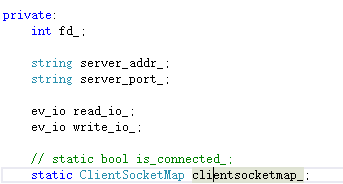 private:
int fd_;
string server_addr_;
string server_port_;
ev_io read_io_;
ev_io write_io_;
// static bool is_connected_;
static ClientSocketMap clientsocketmap_;